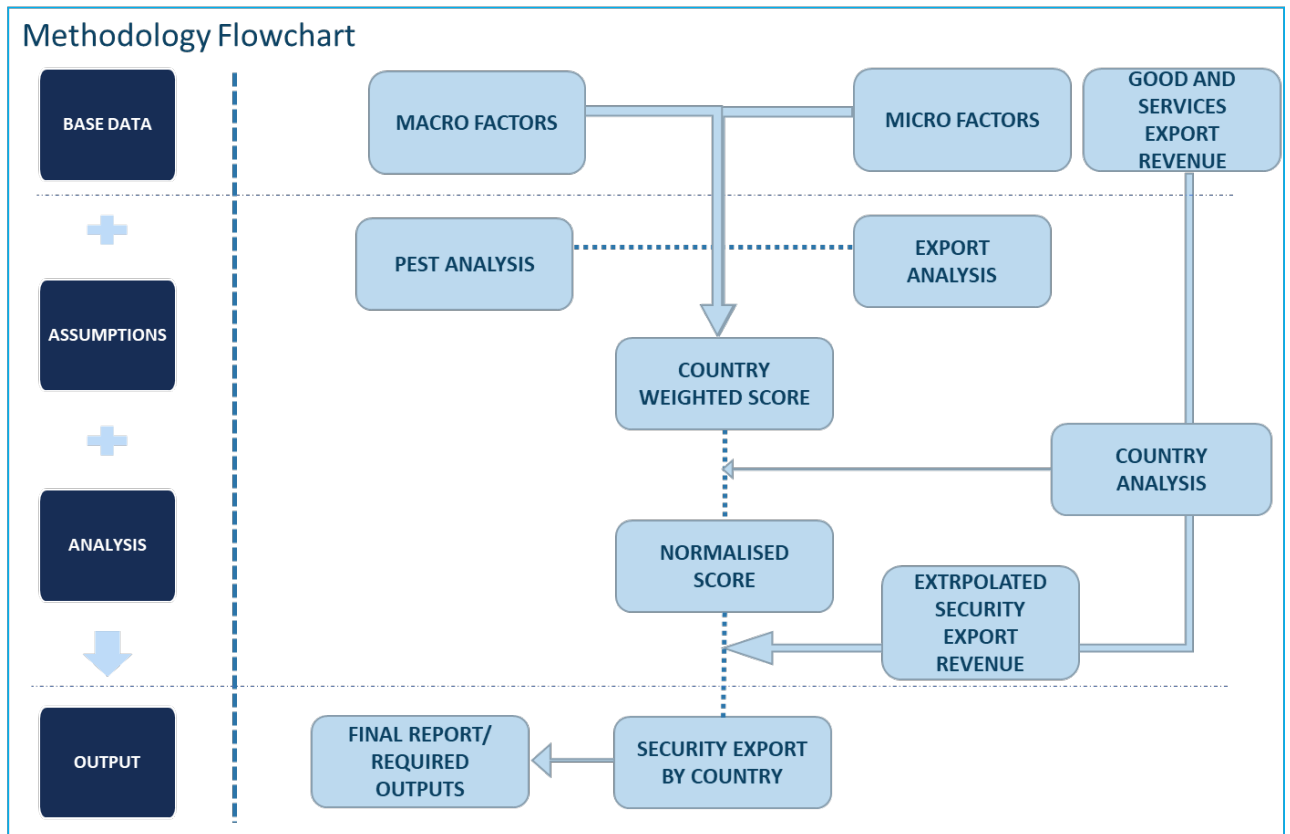 Methodology Flowchart
BASE DATA
MACRO FACTORS
MICRO FACTORS
GOOD AND
SERVICES
EXPORT
REVENUE
PEST ANALYSIS
EXPORT
ANALYSIS
ASSUMPTIONS
COUNTRY
WEIGHTED SCORE
COUNTRY
ANALYSIS
ANALYSIS
NORMALISED
SCORE
EXTRPOLATED
SECURITY
EXPORT
REVENUE
OUTPUT
FINAL REPORT/
REQUIRED
OUTPUTS
SECURITY EXPORT
BY COUNTRY